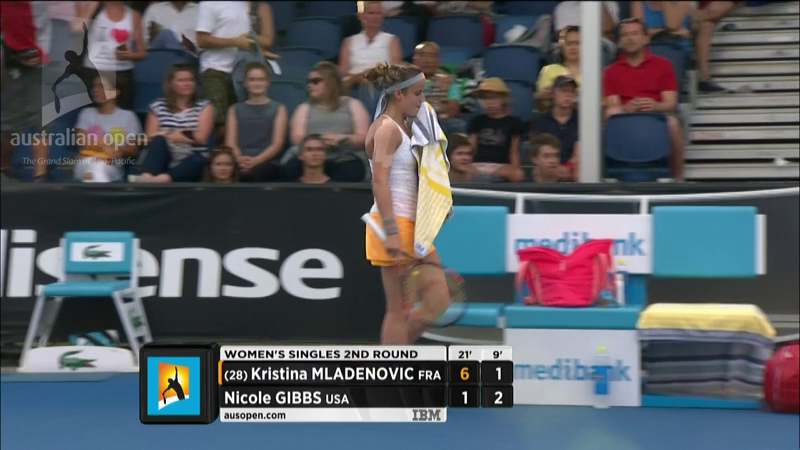 australian open
The Grand Slam of Asia-Pacific
isense
medibank
medibank
WOMEN'S SINGLES 2ND ROUND 21' 9'
(28) Kristina MLADENOVIC FRA 6 1
Nicole GIBBS USA 1 2
ausopen.com IBM